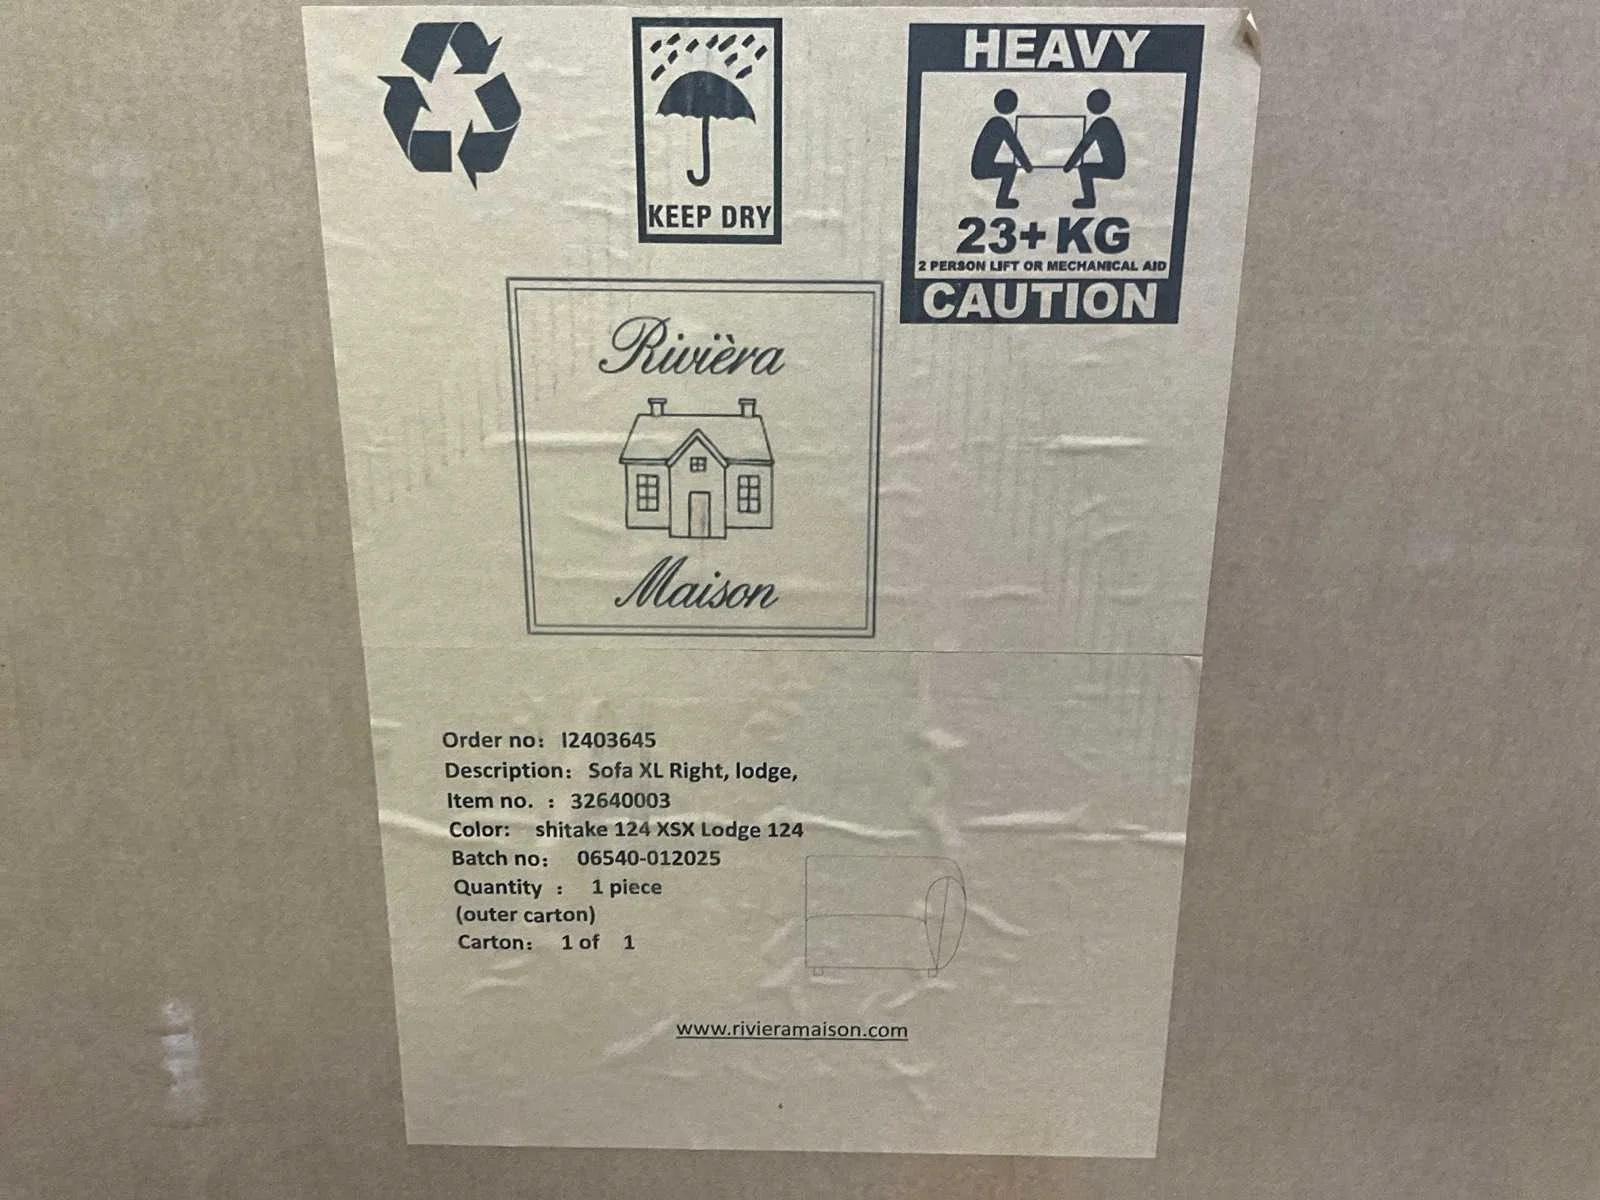 HEAVY
KEEP DRY
23+ KG
2 PERSON LIFT OR MECHANICAL AID
CAUTION
Rivièra
Maison
Order no: I2403645
Description: Sofa XL Right, lodge,
Item no. : 32640003
Color: shitake 124 XSX Lodge 124
Batch no: 06540-012025
Quantity : 1 piece
(outer carton)
Carton: 1 of 1
www.rivieramaison.com